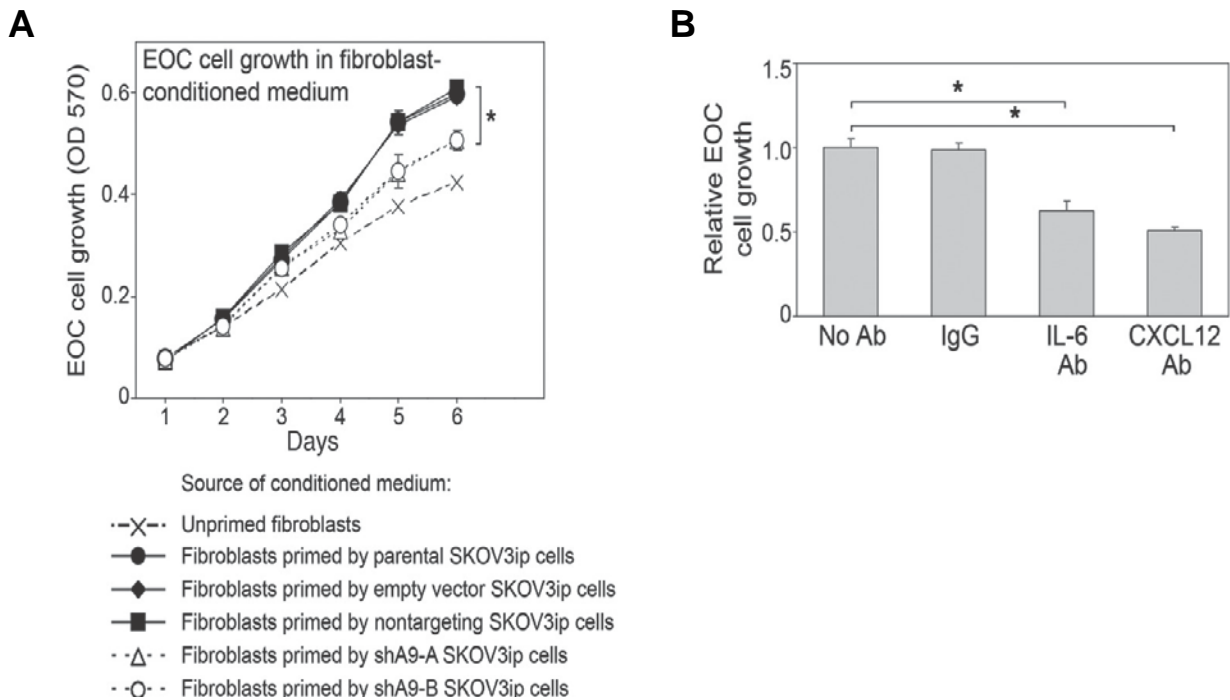 A
EOC cell growth in fibroblast-
conditioned medium
EOC cell growth (OD 570)
0.6
0.4
0.2
0
*
1 2 3 4 5 6
Days
Source of conditioned medium:
Unprimed fibroblasts
Fibroblasts primed by parental SKOV3ip cells
Fibroblasts primed by empty vector SKOV3ip cells
Fibroblasts primed by nontargeting SKOV3ip cells
Fibroblasts primed by shA9-A SKOV3ip cells
Fibroblasts primed by shA9-B SKOV3ip cells
B
Relative EOC
cell growth
1.5
1.0
0.5
0
*
*
No Ab IgG IL-6 CXCL12
Ab Ab